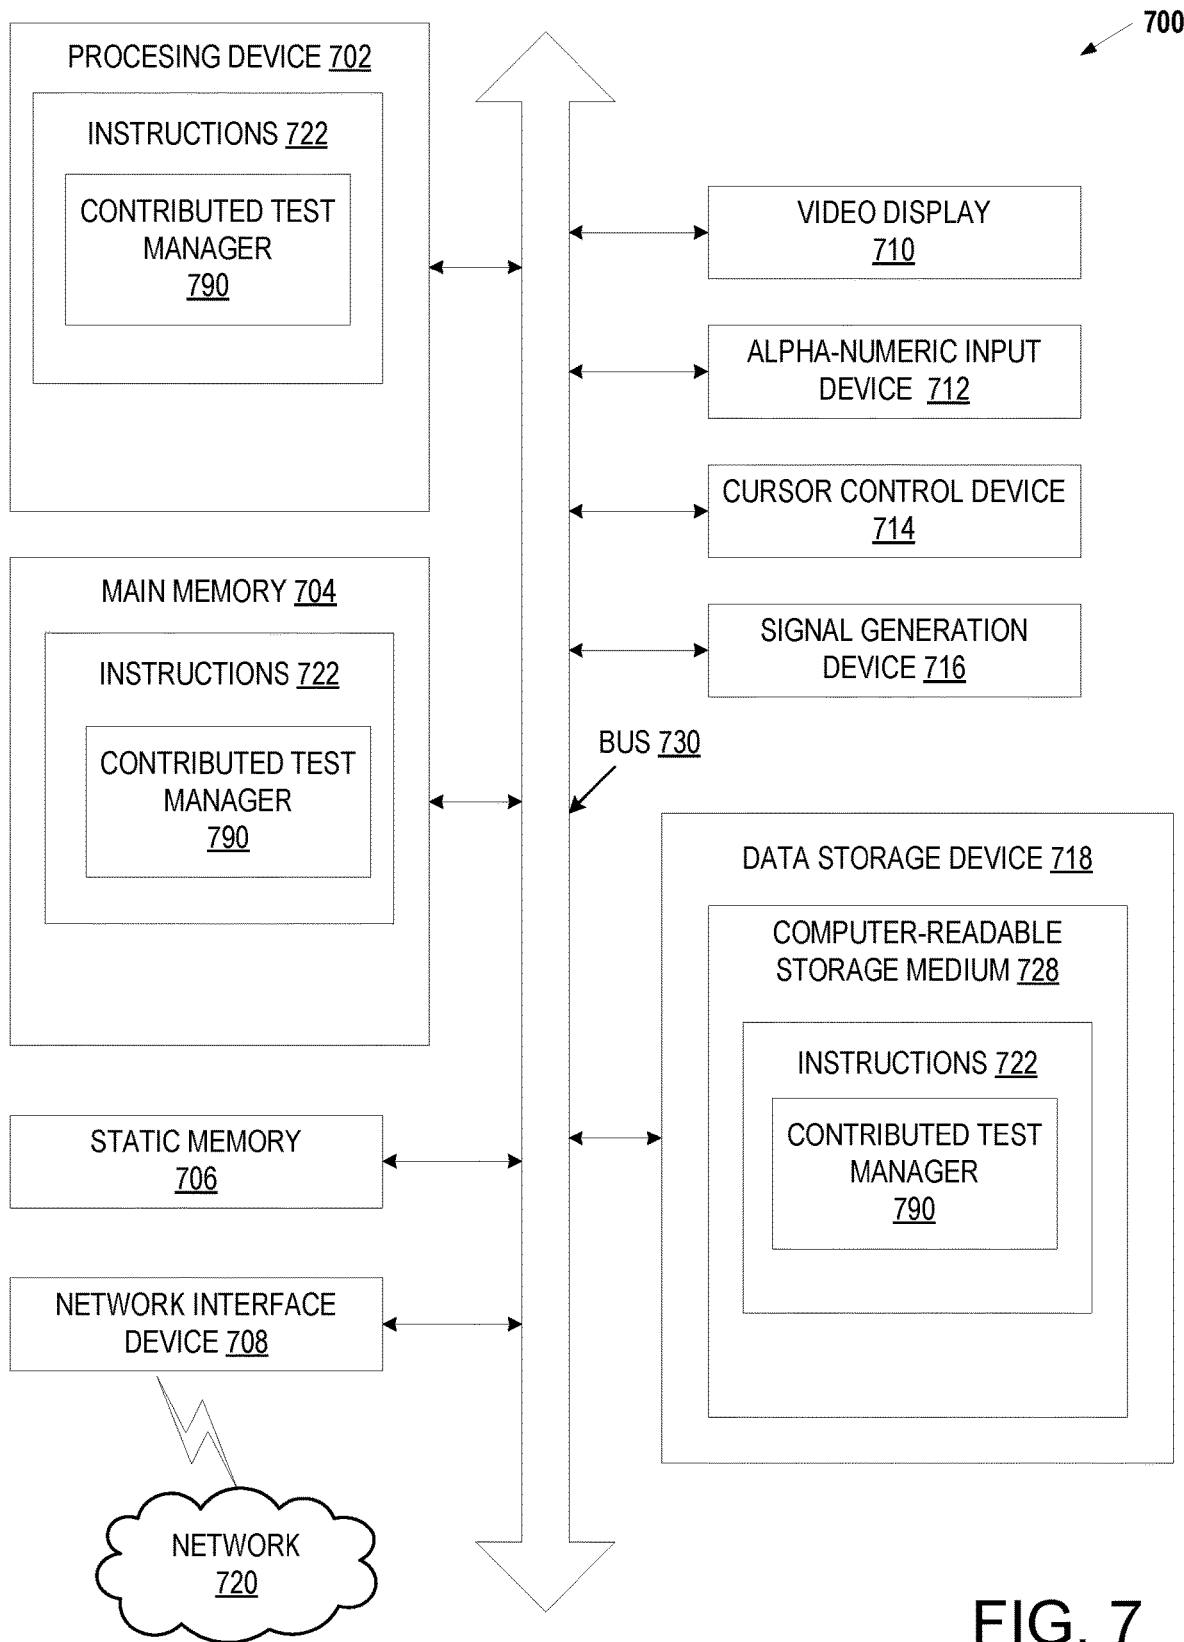 700
PROCESING DEVICE 702
INSTRUCTIONS 722
CONTRIBUTED TEST
MANAGER
790
MAIN MEMORY 704
INSTRUCTIONS 722
CONTRIBUTED TEST
MANAGER
790
STATIC MEMORY
706
NETWORK INTERFACE
DEVICE 708
NETWORK
720
VIDEO DISPLAY
710
ALPHA-NUMERIC INPUT
DEVICE 712
CURSOR CONTROL DEVICE
714
SIGNAL GENERATION
DEVICE 716
BUS 730
DATA STORAGE DEVICE 718
COMPUTER-READABLE
STORAGE MEDIUM 728
INSTRUCTIONS 722
CONTRIBUTED TEST
MANAGER
790
FIG. 7